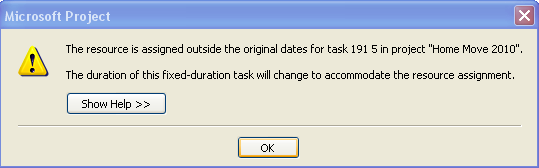 Microsoft Project
The resource is assigned outside the original dates for task 191 5 in project "Home Move 2010".
The duration of this fixed-duration task will change to accommodate the resource assignment.
Show Help >>
OK